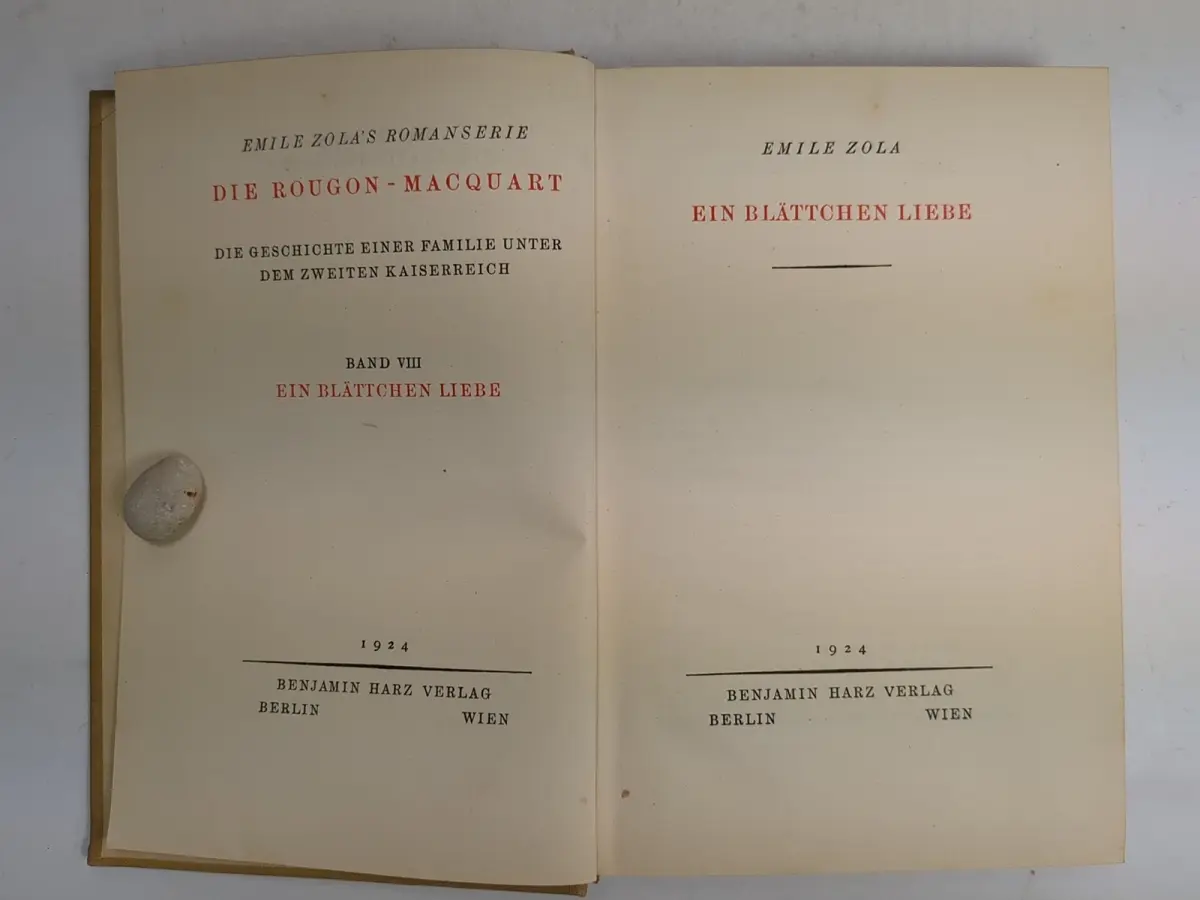 EMILE ZOLA'S ROMANSERIE
DIE ROUGON-MACQUART
DIE GESCHICHTE EINER FAMILIE UNTER
DEM ZWEITEN KAISERREICH
BAND VIII
EIN BLÄTTCHEN LIEBE
1924
BENJAMIN HARZ VERLAG
BERLIN WIEN
EMILE ZOLA
EIN BLÄTTCHEN LIEBE
1924
BENJAMIN HARZ VERLAG
BERLIN WIEN